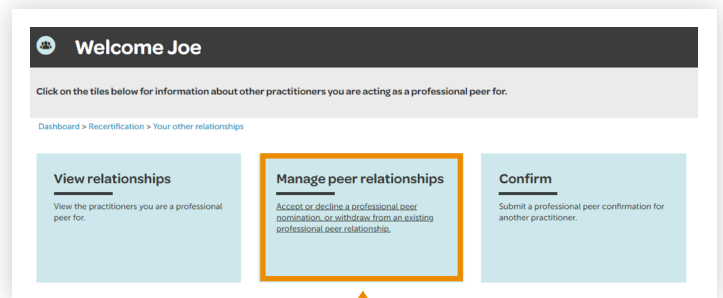 Welcome Joe
Click on the tiles below for information about other practitioners you are acting as a professional peer for.
Dashboard > Recertification > Your other relationships
View relationships
View the practitioners you are a professional
peer for.
Manage peer relationships
Accept or decline a professional peer
nomination, or withdraw from an existing
professional peer relationship.
Confirm
Submit a professional peer confirmation for
another practitioner.